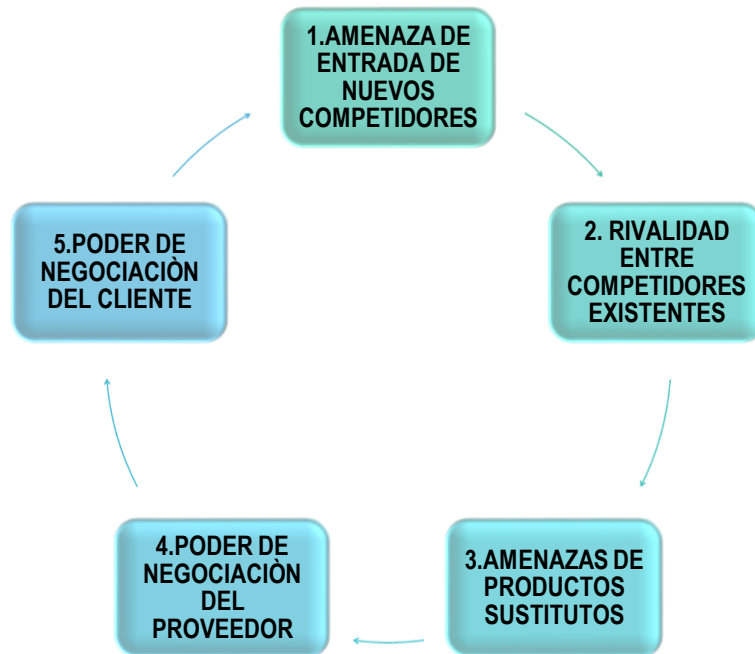 1.AMENAZA DE
ENTRADA DE
NUEVOS
COMPETIDORES
2. RIVALIDAD
ENTRE
COMPETIDORES
EXISTENTES
3.AMENAZAS DE
PRODUCTOS
SUSTITUTOS
4.PODER DE
NEGOCIACIÒN
DEL
PROVEEDOR
5.PODER DE
NEGOCIACIÒN
DEL CLIENTE